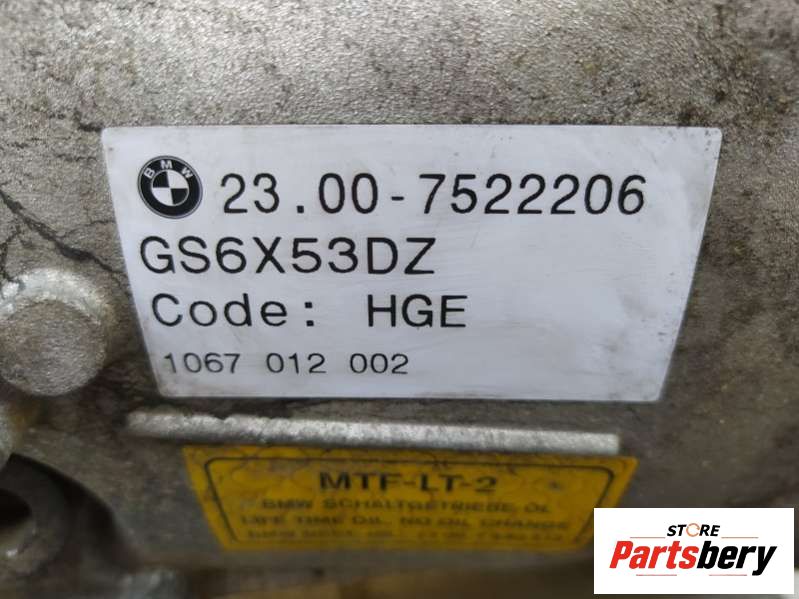 BMW 23.00-7522206
GS6X53DZ
Code: HGE
1067 012 002
MTF-LT-2
BMW SCHALTGETRIEBE ÖL
LIFE TIME OIL. NO OIL CHANGE
STORE
Partsbery